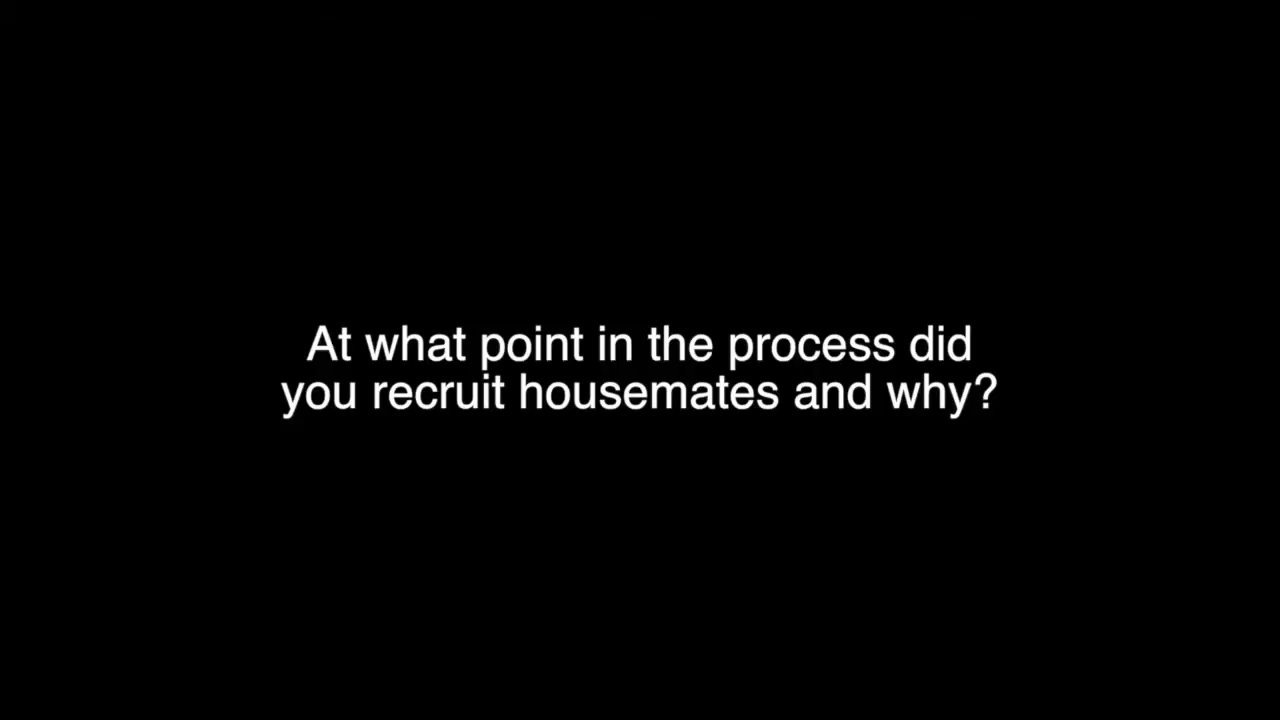 At what point in the process did
you recruit housemates and why?